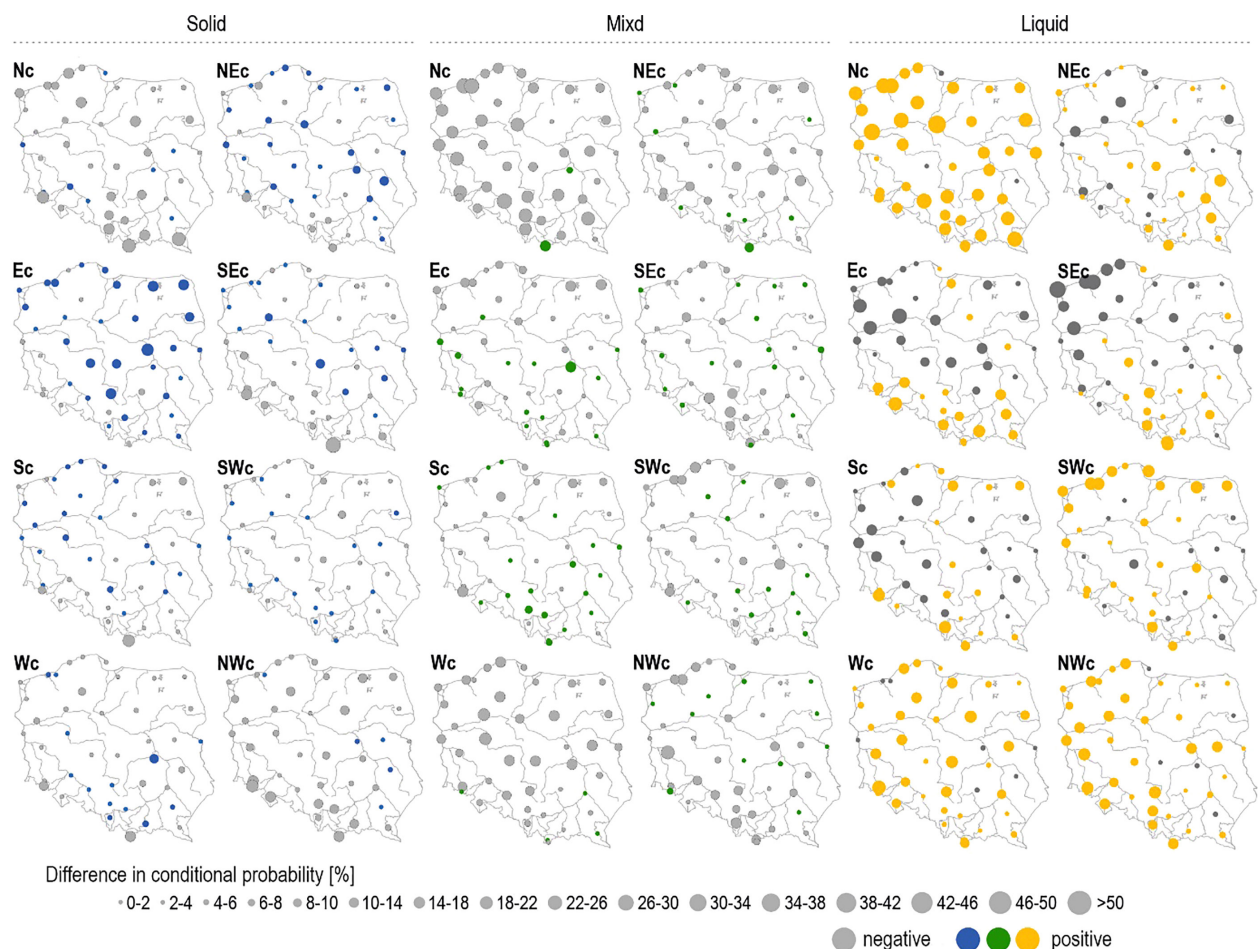 Solid Mixd Liquid
Nc NEc Nc NEc Nc NEc
Ec SEc Ec SEc Ec SEc
Sc SWc Sc SWc Sc SWc
Wc NWc Wc NWc Wc NWc
Difference in conditional probability [%]
0-2 2-4 4-6 6-8 8-10 10-14 14-18 18-22 22-26 26-30 30-34 34-38 38-42 42-46 46-50 >50
negative positive